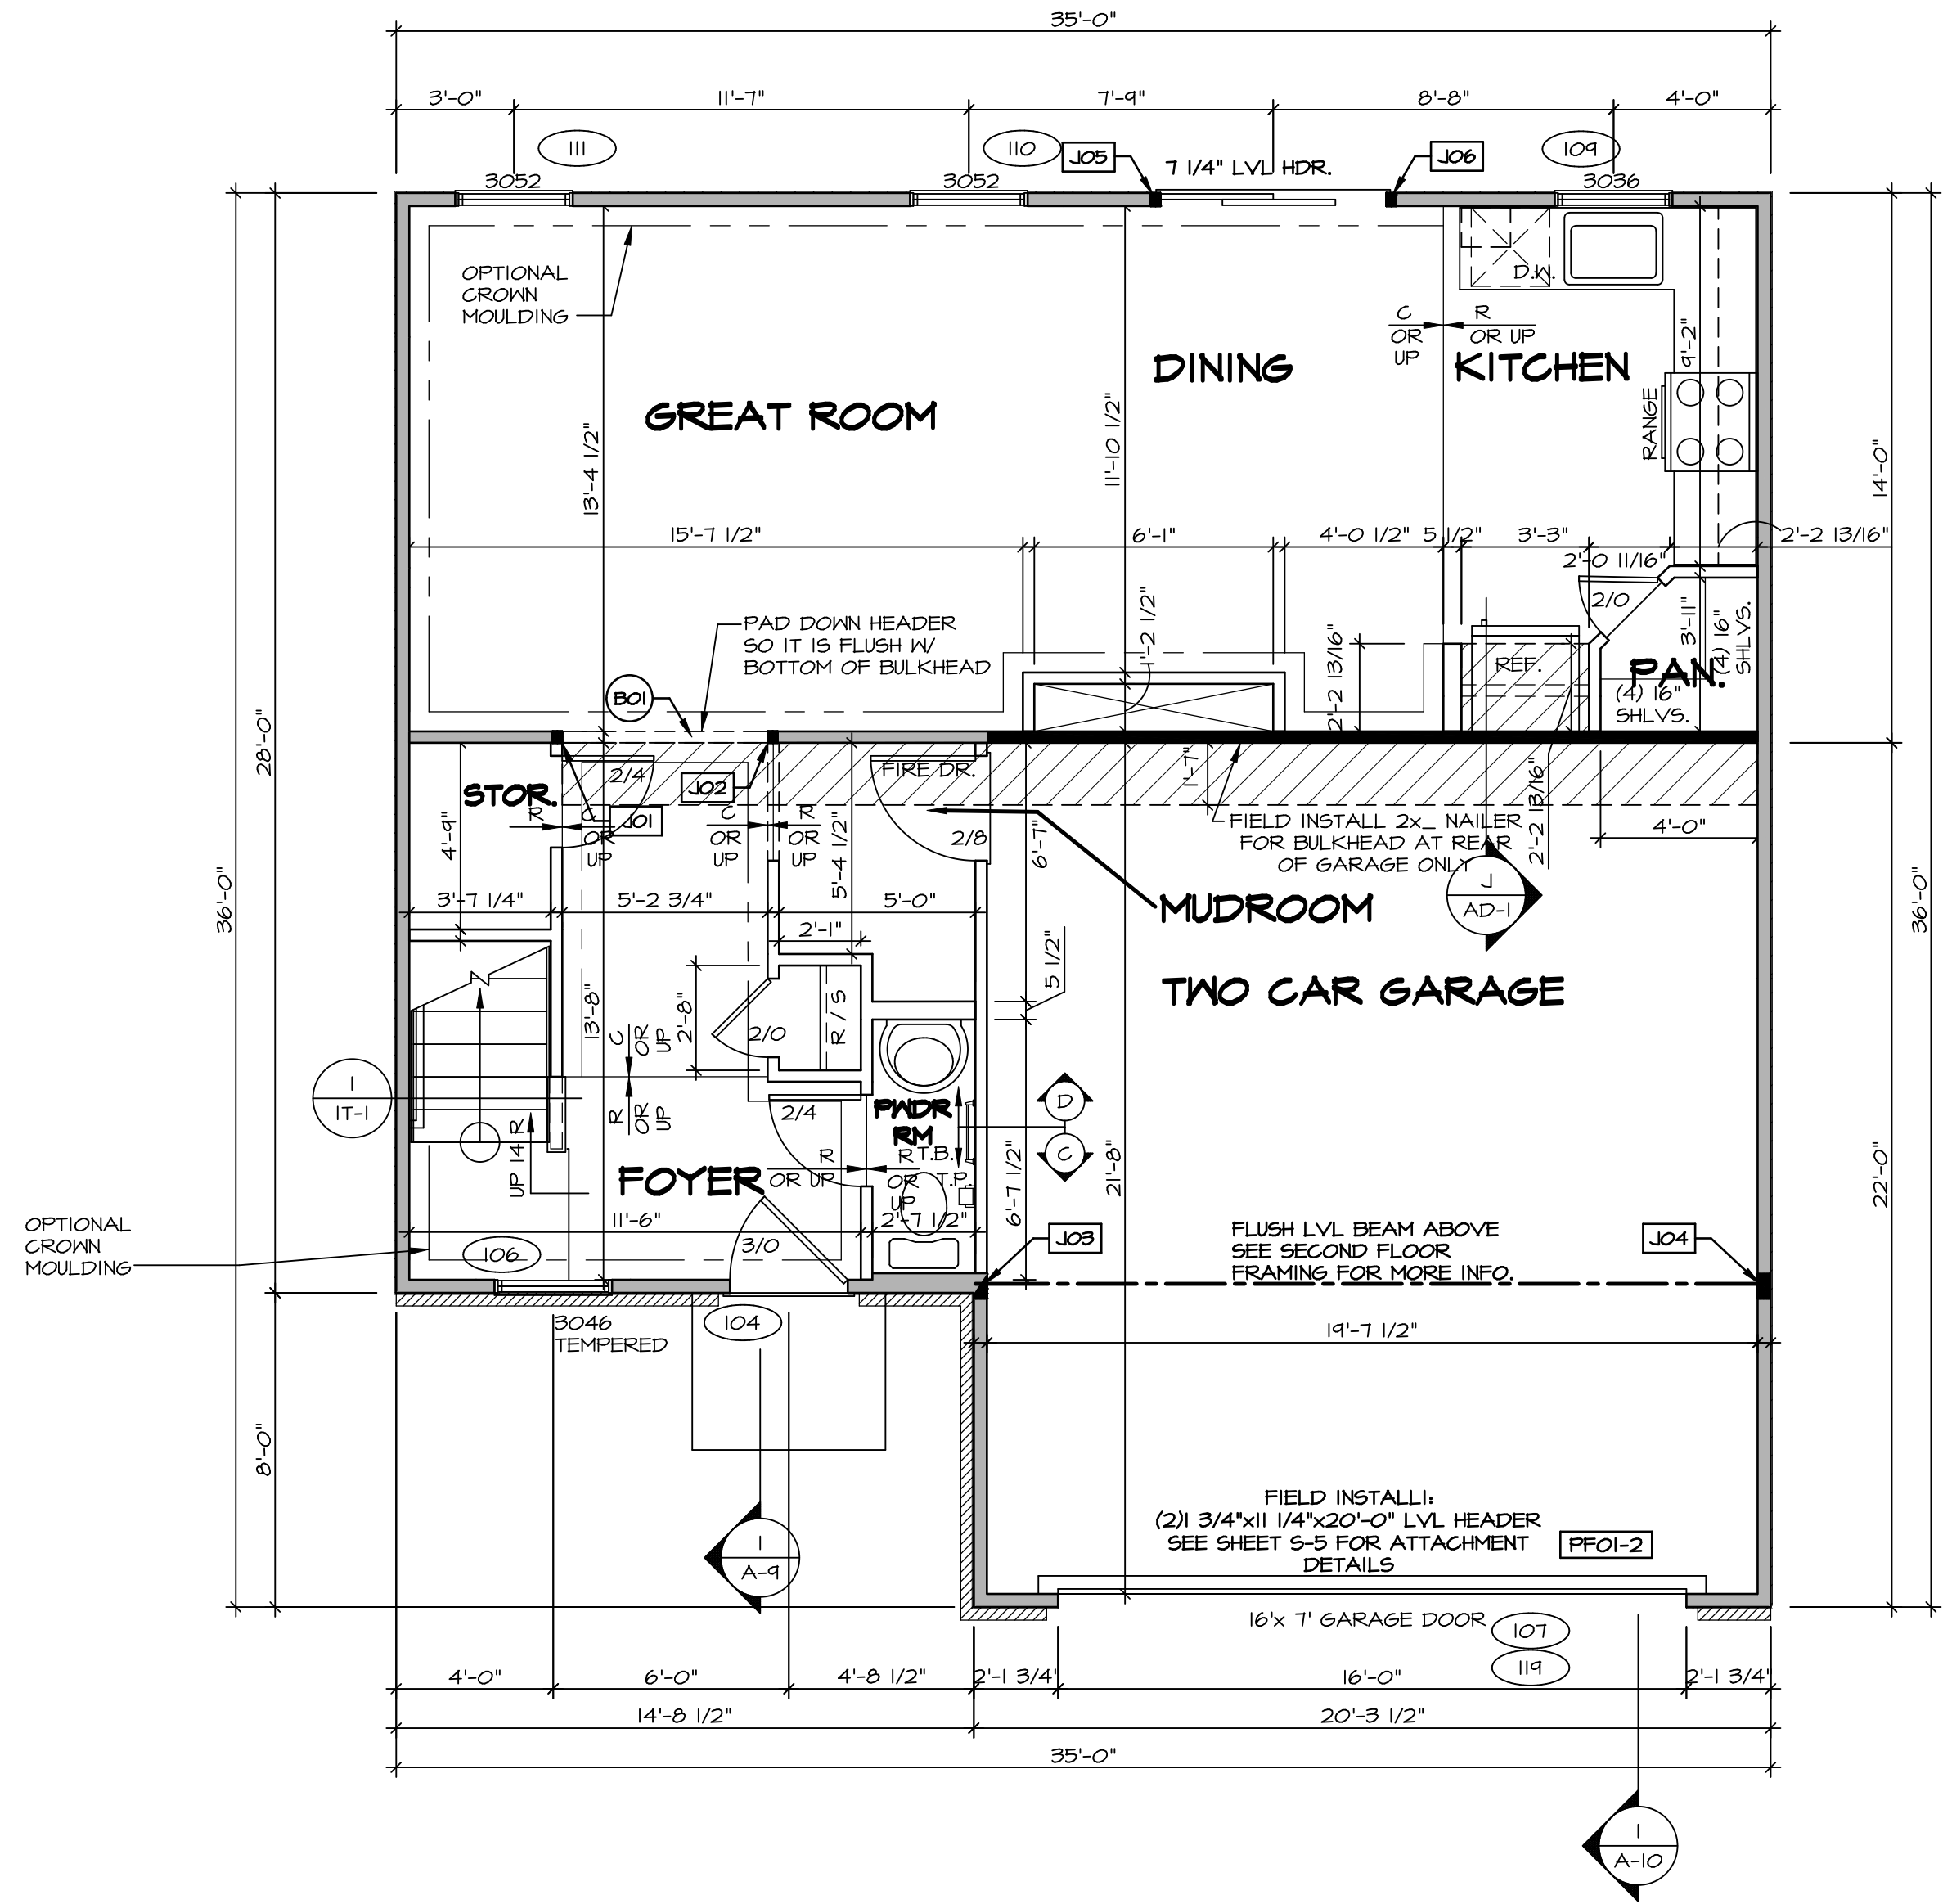 35'-0"
3'-0" 11'-7" 7'-9" 8'-8" 4'-0"
111 110 J05 7 1/4" LVL HDR. J06 109
3052 3052 3036
OPTIONAL
CROWN
MOULDING
D.W.
C
OR
UP
R
OR UP
9'-2"
DINING KITCHEN
GREAT ROOM
RANGE
13'-4 1/2"
11'-10 1/2"
14'-0"
15'-7 1/2" 6'-1" 4'-0 1/2" 5 1/2" 3'-3" 2'-2 13/16"
2'-0 11/16"
2/0
1'-2 1/2"
3'-11"
(4) 16"
SHLVS.
PAD DOWN HEADER
SO IT IS FLUSH W/
BOTTOM OF BULKHEAD
2'-2 13/16"
REF.
PAN.
(4) 16"
SHLVS.
B01
28'-0"
36'-0"
STOR.
2/4
J02
FIRE DR.
1'-7"
2'-2 13/16"
R
C
OR
UP
J01
C
OR
UP
R
OR
UP
2/8
FIELD INSTALL 2x_ NAILER
FOR BULKHEAD AT REAR
OF GARAGE ONLY
4'-0"
4'-9"
5'-4 1/2"
6'-7"
J
AD-1
36'-0"
3'-7 1/4" 5'-2 3/4" 5'-0"
MUDROOM
2'-1"
5 1/2"
TWO CAR GARAGE
13'-8"
C
OR
UP
2'-8"
2/0
R / S
R
OR
UP
1
IT-1
2/4
PWDR
RM
D
C
T.B.
T.P.
UP 14 R
FOYER
R
OR UP
R
OR
UP
6'-7 1/2"
21'-8"
22'-0"
11'-6" 2'-7 1/2"
OPTIONAL
CROWN
MOULDING
106
3/0
J03
FLUSH LVL BEAM ABOVE
SEE SECOND FLOOR
FRAMING FOR MORE INFO.
J04
3046
TEMPERED
104
19'-7 1/2"
8'-0"
FIELD INSTALL1:
(2)1 3/4"x11 1/4"x20'-0" LVL HEADER
SEE SHEET S-5 FOR ATTACHMENT
DETAILS
PF01-2
1
A-9
16'x 7' GARAGE DOOR
107
119
4'-0" 6'-0" 4'-8 1/2" 2'-1 3/4" 16'-0" 2'-1 3/4"
14'-8 1/2" 20'-3 1/2"
35'-0"
1
A-10